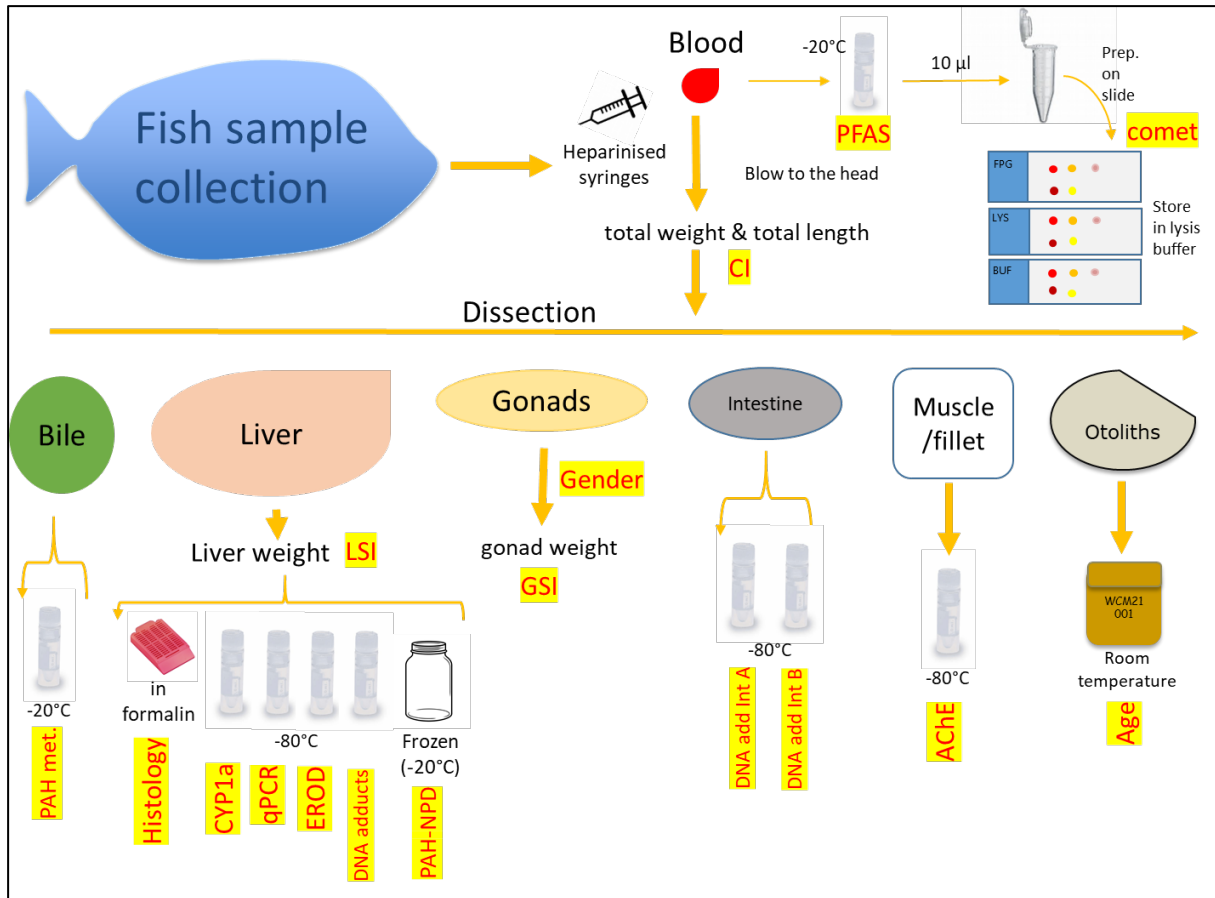 Fish sample
collection
Heparinised
syringes
Blood
-20°C
PFAS
10 µl
Prep.
on
slide
comet
Blow to the head
FPG
LYS
BUF
Store
in lysis
buffer
total weight & total length
CI
Dissection
Bile
Liver
Gonads
Intestine
Muscle
/fillet
Otoliths
Liver weight
LSI
Gender
gonad weight
GSI
-20°C
PAH met.
in
formalin
Histology
-80°C
CYP1a
qPCR
EROD
DNA adducts
Frozen
(-20°C)
PAH-NPD
-80°C
DNA add Int A
DNA add Int B
-80°C
AChE
WCM21
001
Room
temperature
Age